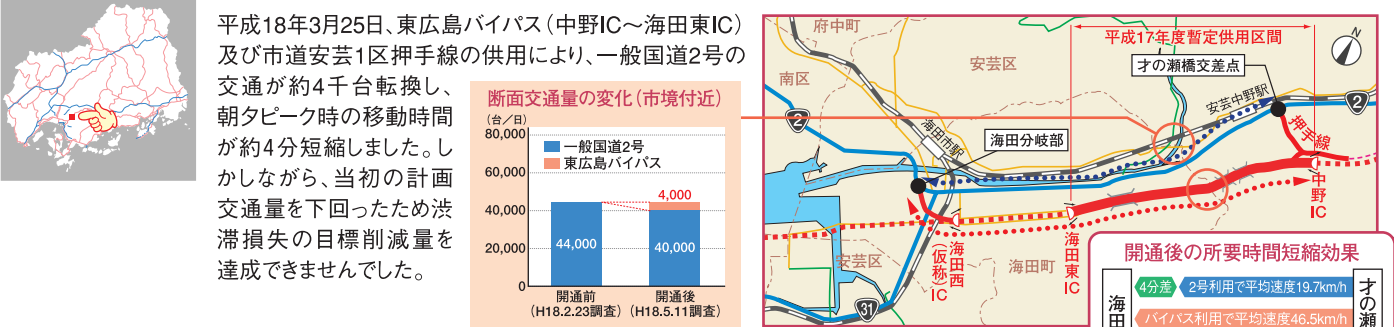 平成18年3月25日、東広島バイパス（中野IC～海田東IC）
及び市道安芸1区押手線の供用により、一般国道2号の
交通が約4千台転換し、
朝夕ピーク時の移動時間
が約4分短縮しました。し
かしながら、当初の計画
交通量を下回ったため渋
滞損失の目標削減量を
達成できませんでした。
断面交通量の変化（市境付近）
（台／日）
80,000
60,000
40,000
20,000
0
一般国道2号
東広島バイパス
44,000
4,000
40,000
開通前
（H18.2.23調査）
開通後
（H18.5.11調査）
府中町
南区
安芸区
平成17年度暫定供用区間
才の瀬橋交差点
安芸中野駅
2
2
海田市駅
海田分岐部
押手線
中野IC
海田東IC
海田西IC
（仮称）
安芸区
海田町
31
開通後の所要時間短縮効果
4分差
2号利用で平均速度19.7km/h
バイパス利用で平均速度46.5km/h
海田
才の瀬